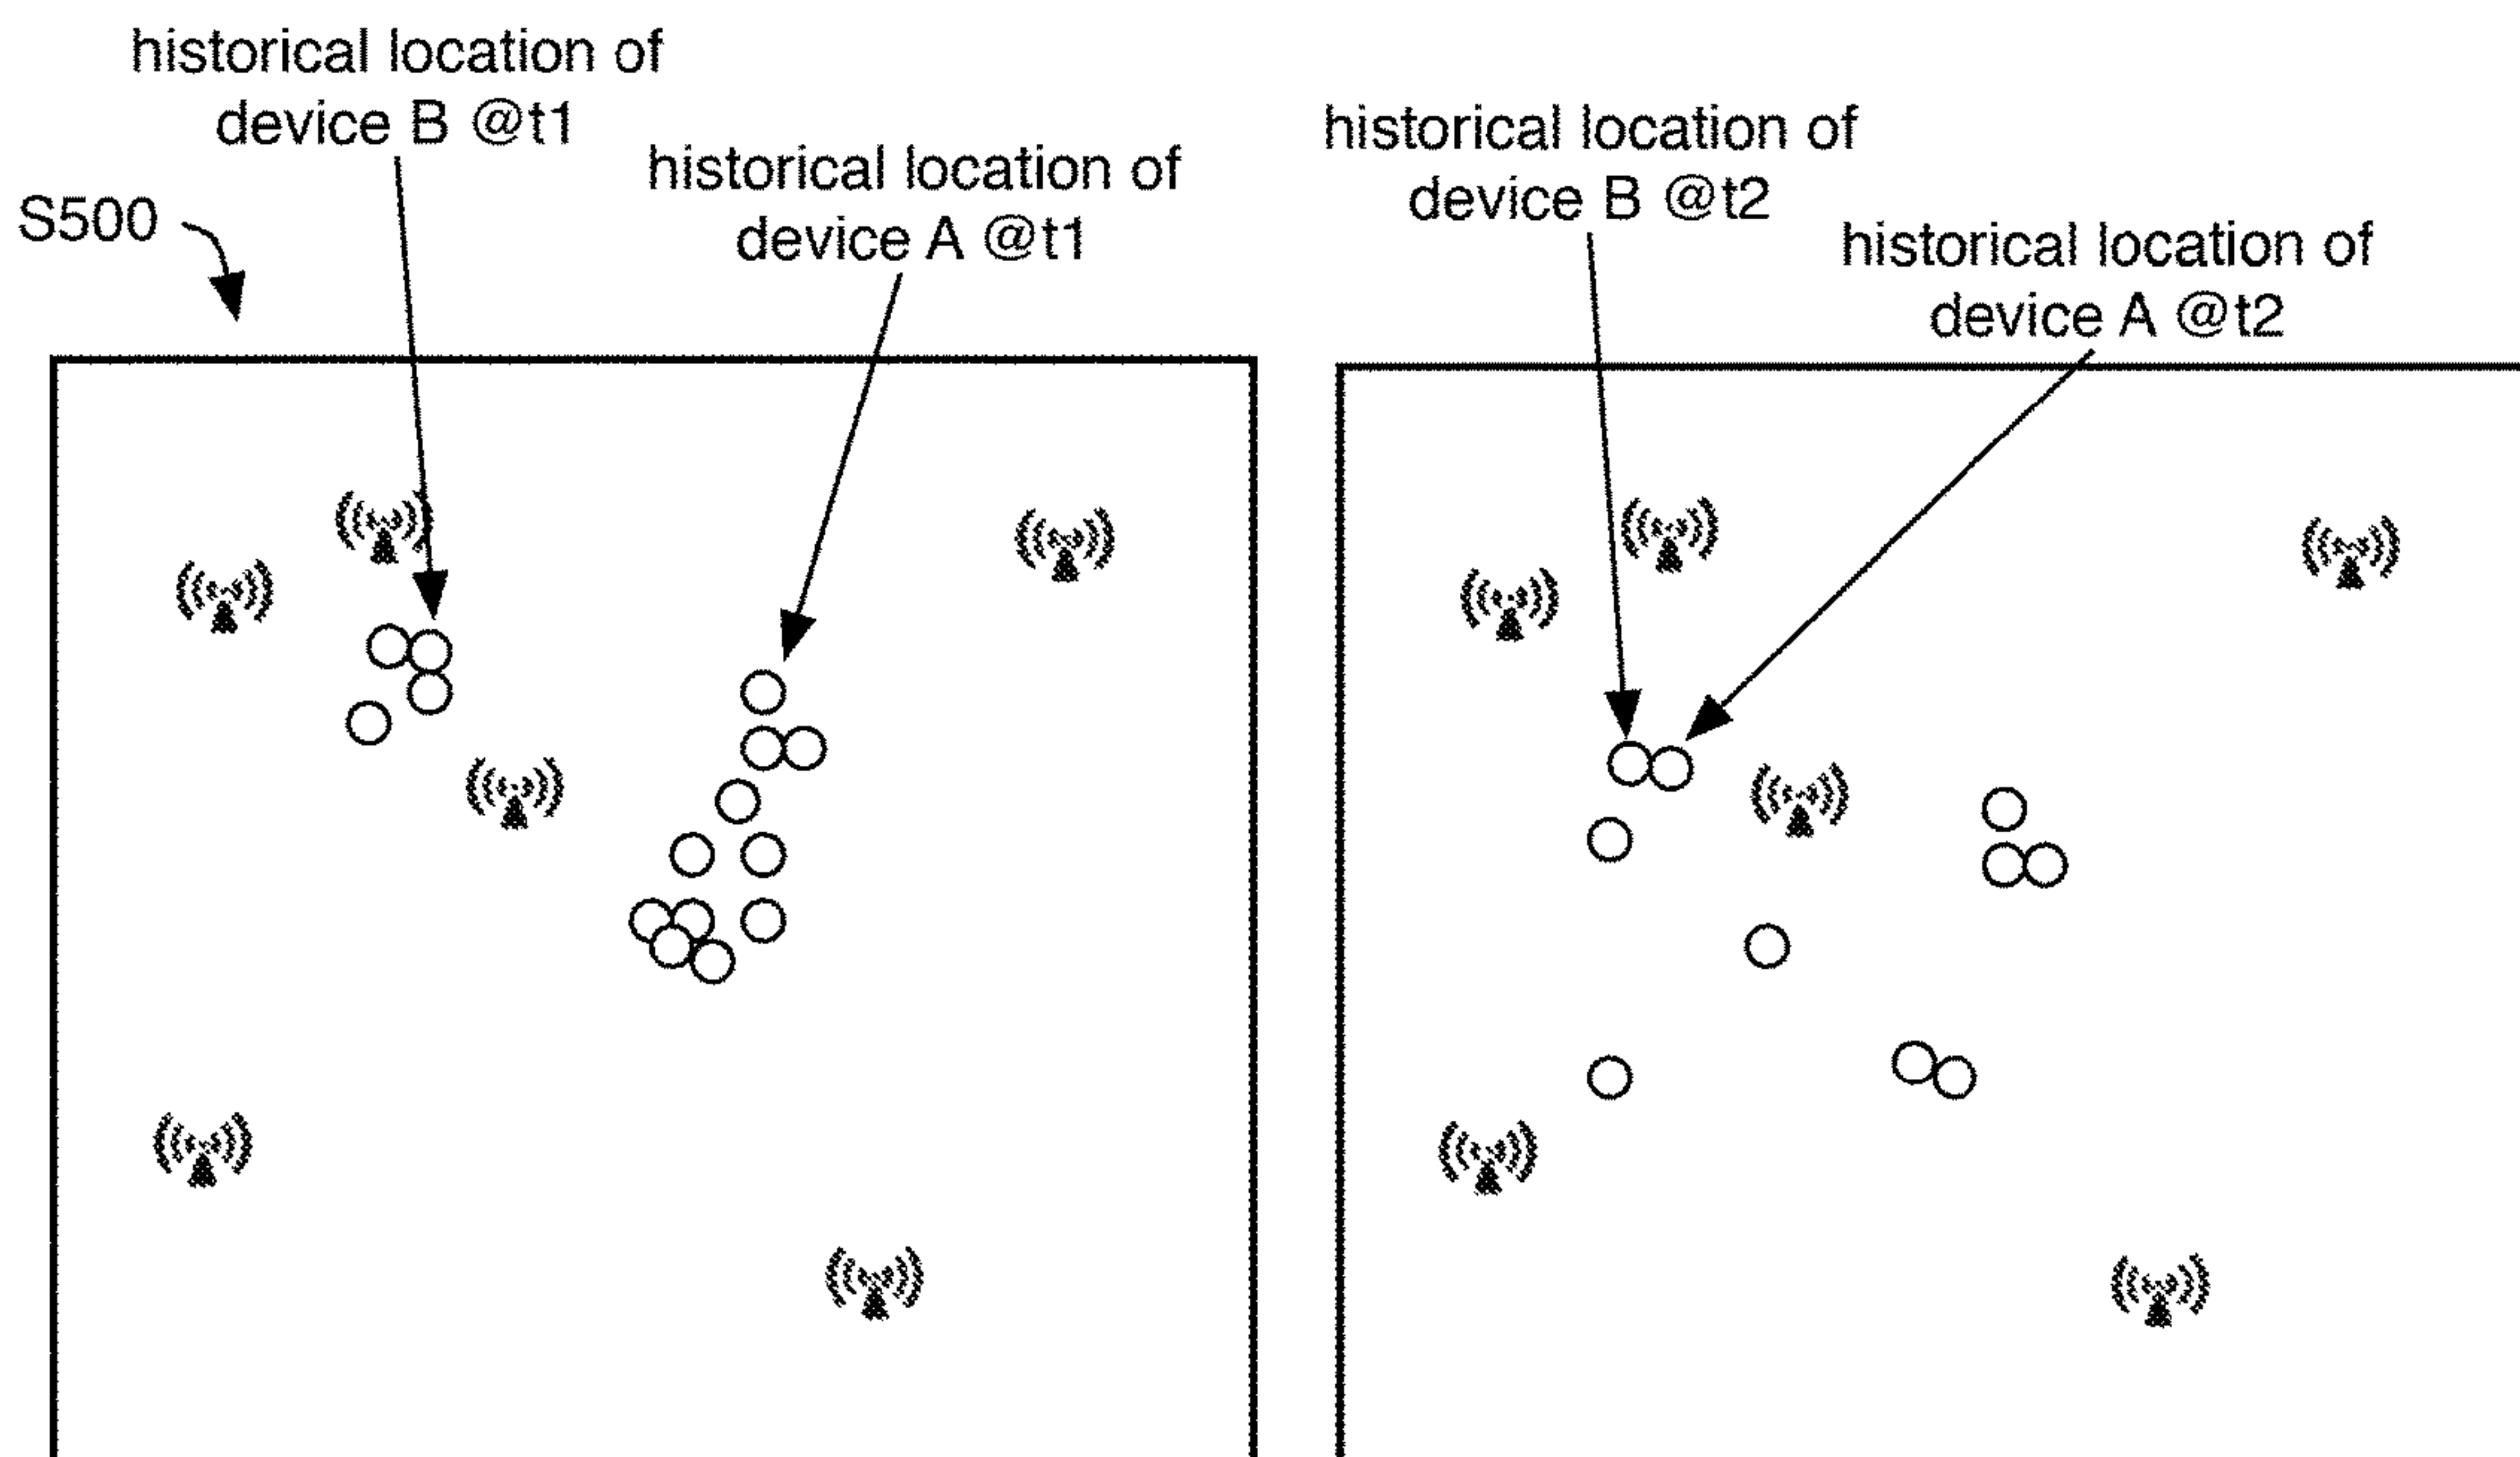 historical location of
device B @t1
historical location of
device A @t1
S500
historical location of
device B @t2
historical location of
device A @t2